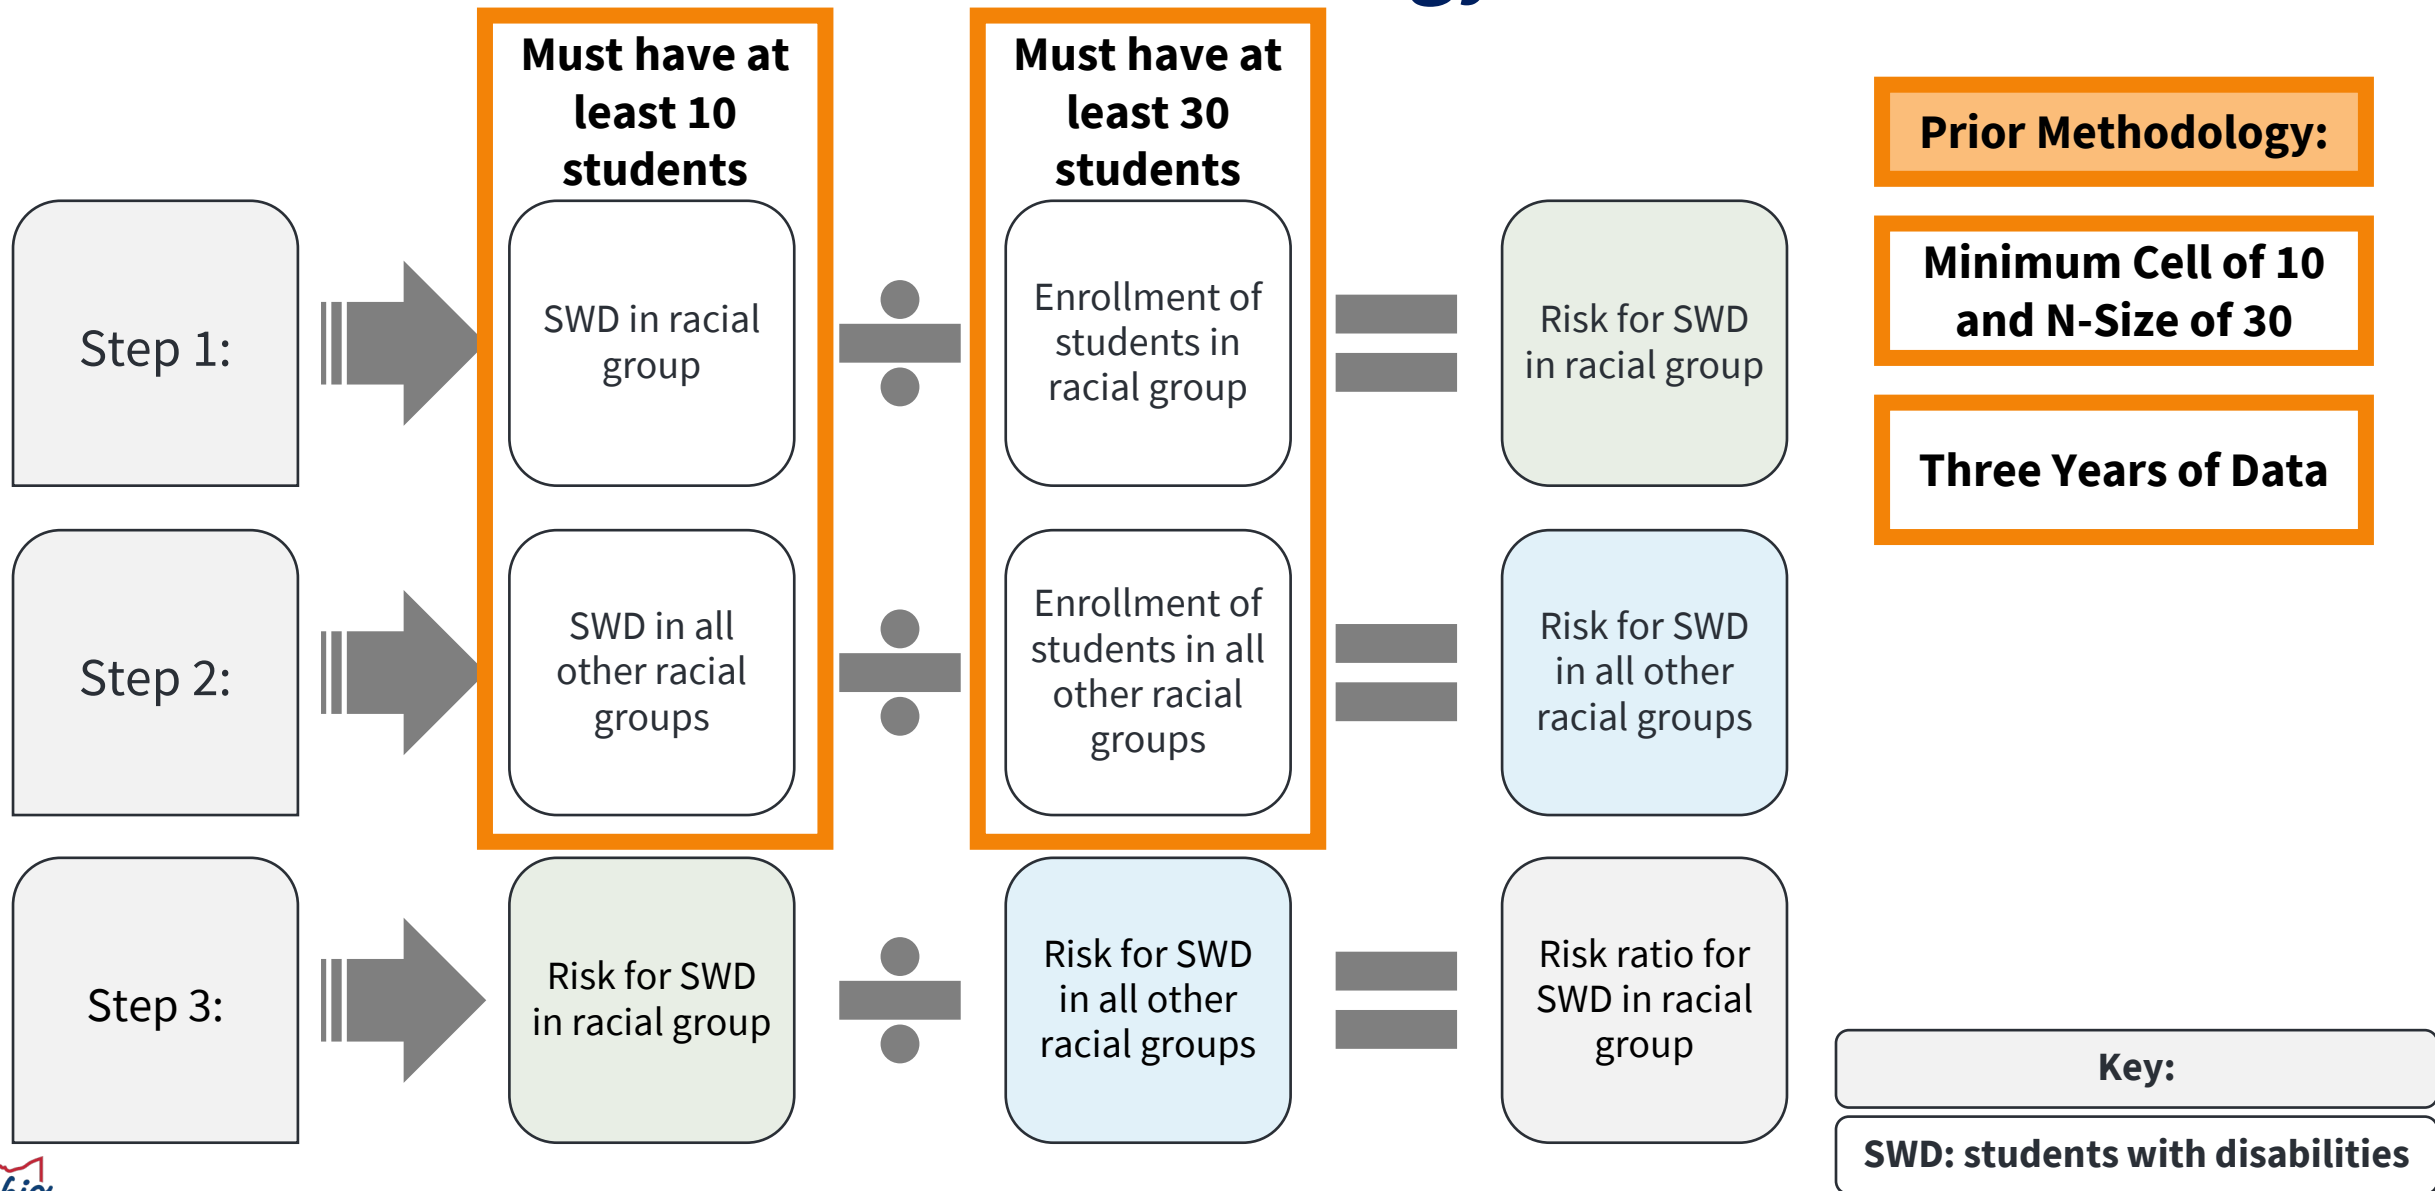 Must have at
least 10
students
Must have at
least 30
students
Prior Methodology:
Minimum Cell of 10
and N-Size of 30
Three Years of Data
Step 1:
SWD in racial
group
Enrollment of
students in
racial group
Risk for SWD
in racial group
Step 2:
SWD in all
other racial
groups
Enrollment of
students in all
other racial
groups
Risk for SWD
in all other
racial groups
Step 3:
Risk for SWD
in racial group
Risk for SWD
in all other
racial groups
Risk ratio for
SWD in racial
group
Key:
SWD: students with disabilities